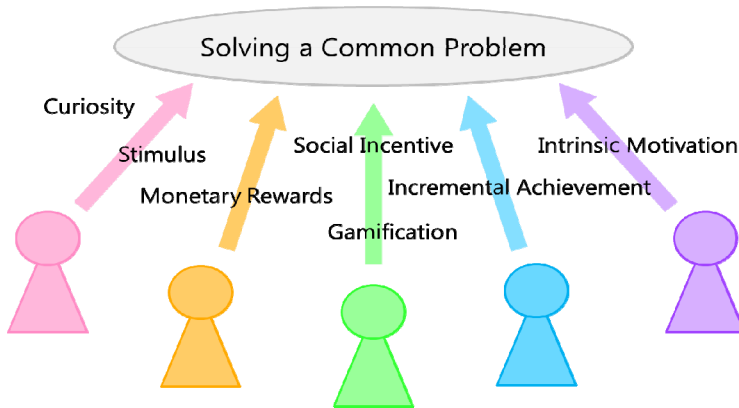 Solving a Common Problem
Curiosity
Stimulus
Social Incentive
Intrinsic Motivation
Monetary Rewards
Incremental Achievement
Gamification